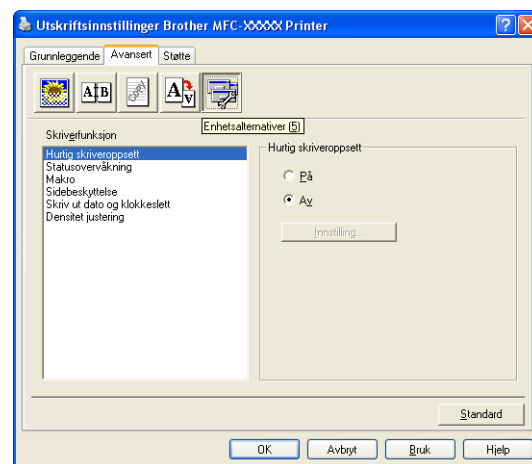 Utskriftsinnstillinger Brother MFC-XXXXX Printer
Grunnleggende Avansert Støtte
A|B A V
Enhetsalternativer (5)
Skriverfunksjon
Hurtig skriveroppsett
Statusovervåkning
Makro
Sidebeskyttelse
Skriv ut dato og klokkeslett
Densitet justering
Hurtig skriveroppsett
På
Av
Innstilling...
Standard
OK Avbryt Bruk Hjelp